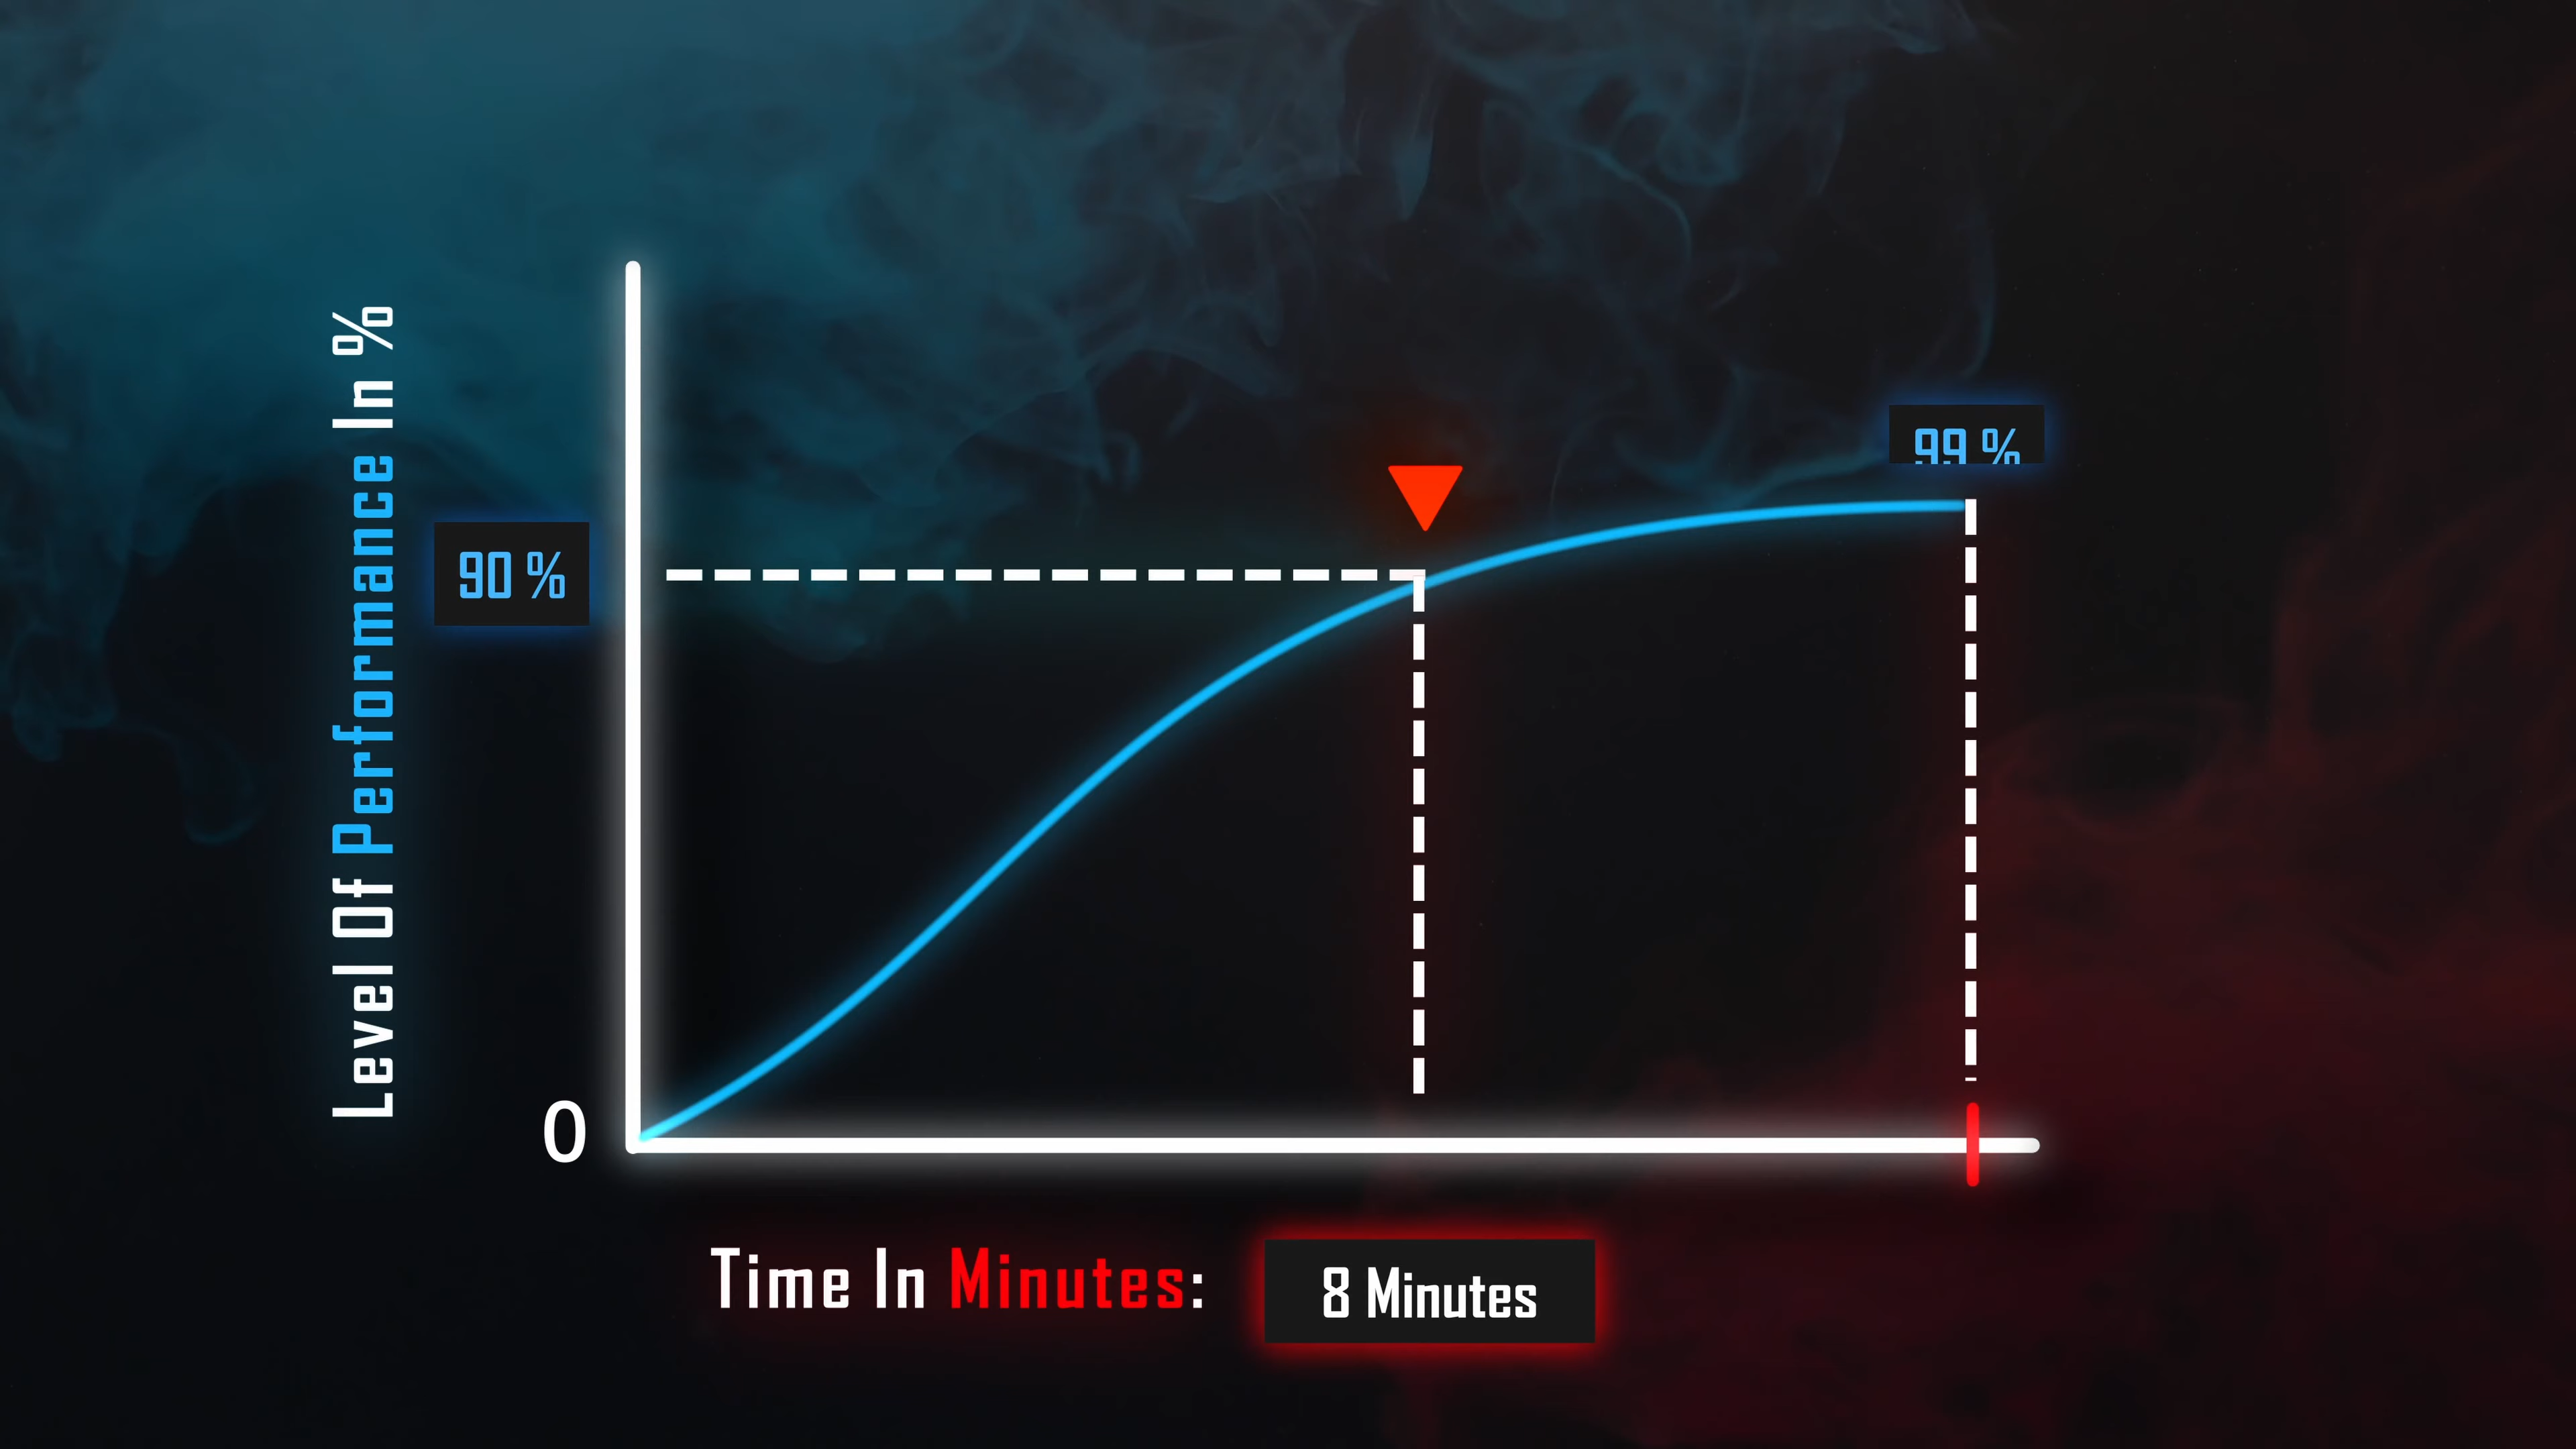 Level Of Performance In %
99 %
90 %
0
Time In Minutes:
8 Minutes